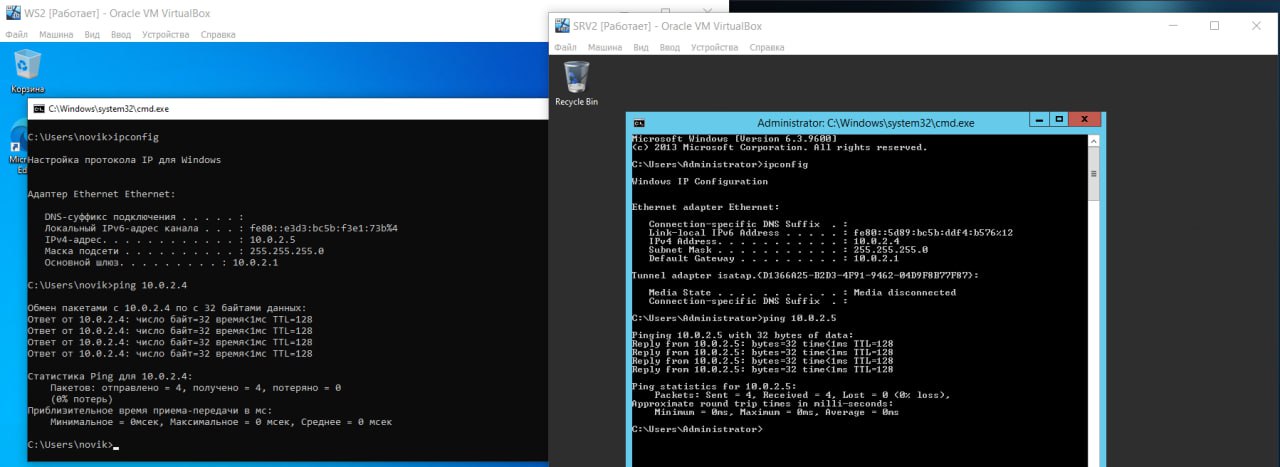 WS2 [Работает] - Oracle VM VirtualBox
Файл Машина Вид Ввод Устройства Справка
Корзина
C:\Windows\system32\cmd.exe
C:\Users\novik>ipconfig
Настройка протокола IP для Windows
Адаптер Ethernet Ethernet:
DNS-суффикс подключения . . . . . :
Локальный IPv6-адрес канала . . . : fe80::e3d3:bc5b:f3e1:73b%4
IPv4-адрес. . . . . . . . . . . . : 10.0.2.5
Маска подсети . . . . . . . . . . : 255.255.255.0
Основной шлюз. . . . . . . . . : 10.0.2.1
C:\Users\novik>ping 10.0.2.4
Обмен пакетами с 10.0.2.4 по с 32 байтами данных:
Ответ от 10.0.2.4: число байт=32 время<1мс TTL=128
Ответ от 10.0.2.4: число байт=32 время<1мс TTL=128
Ответ от 10.0.2.4: число байт=32 время<1мс TTL=128
Ответ от 10.0.2.4: число байт=32 время<1мс TTL=128
Статистика Ping для 10.0.2.4:
Пакетов: отправлено = 4, получено = 4, потеряно = 0
(0% потерь)
Приблизительное время приема-передачи в мс:
Минимальное = 0мсек, Максимальное = 0 мсек, Среднее = 0 мсек
C:\Users\novik>
SRV2 [Работает] - Oracle VM VirtualBox
Файл Машина Вид Ввод Устройства Справка
Recycle Bin
Administrator: C:\Windows\system32\cmd.exe
Microsoft Windows [Version 6.3.9600]
(c) 2013 Microsoft Corporation. All rights reserved.
C:\Users\Administrator>ipconfig
Windows IP Configuration
Ethernet adapter Ethernet:
Connection-specific DNS Suffix . :
Link-local IPv6 Address . . . . . : fe80::5d89:bc5b:ddf4:b576%12
IPv4 Address. . . . . . . . . . . : 10.0.2.4
Subnet Mask . . . . . . . . . . . : 255.255.255.0
Default Gateway . . . . . . . . . : 10.0.2.1
Tunnel adapter isatap.{D1366A25-B2D3-4F91-9462-04D9F8B77F87}:
Media State . . . . . . . . . . . : Media disconnected
Connection-specific DNS Suffix . :
C:\Users\Administrator>ping 10.0.2.5
Pinging 10.0.2.5 with 32 bytes of data:
Reply from 10.0.2.5: bytes=32 time<1ms TTL=128
Reply from 10.0.2.5: bytes=32 time<1ms TTL=128
Reply from 10.0.2.5: bytes=32 time<1ms TTL=128
Reply from 10.0.2.5: bytes=32 time<1ms TTL=128
Ping statistics for 10.0.2.5:
Packets: Sent = 4, Received = 4, Lost = 0 (0% loss),
Approximate round trip times in milli-seconds:
Minimum = 0ms, Maximum = 0ms, Average = 0ms
C:\Users\Administrator>